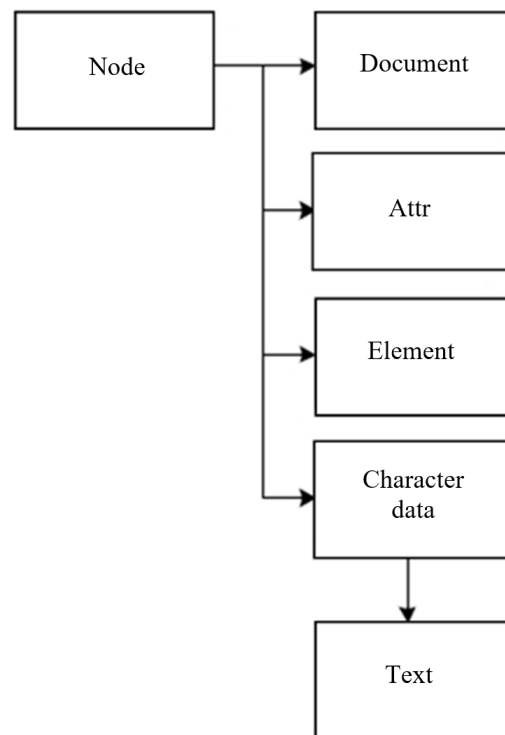 Node
Document
Attr
Element
Character
data
Text